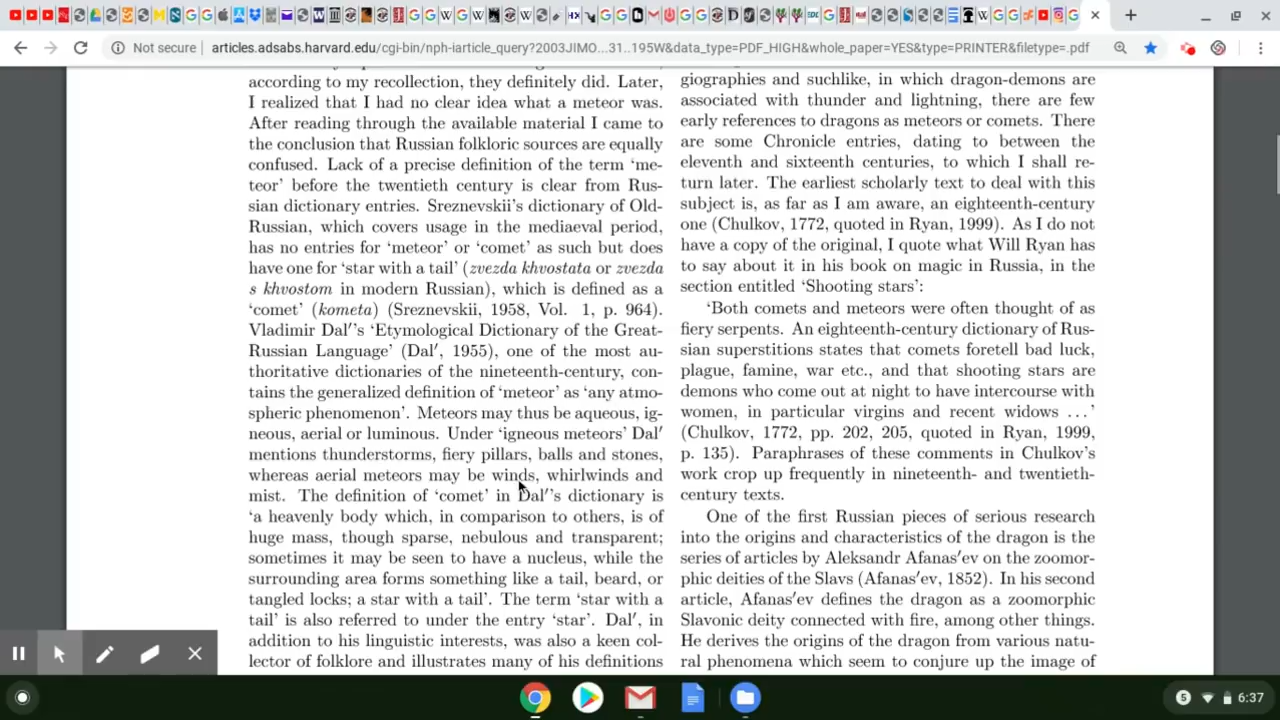 Not secure
articles.adsabs.harvard.edu/cgi-bin/nph-iarticle_query?2003JIMO...31..195W&data_type=PDF_HIGH&whole_paper=YES&type=PRINTER&filetype=.pdf
according to my recollection, they definitely did. Later,
I realized that I had no clear idea what a meteor was.
After reading through the available material I came to
the conclusion that Russian folkloric sources are equally
confused. Lack of a precise definition of the term ‘me-
teor’ before the twentieth century is clear from Rus-
sian dictionary entries. Sreznevskii’s dictionary of Old-
Russian, which covers usage in the mediaeval period,
has no entries for ‘meteor’ or ‘comet’ as such but does
have one for ‘star with a tail’ (zvezda khvostata or zvezda
s khvostom in modern Russian), which is defined as a
‘comet’ (kometa) (Sreznevskii, 1958, Vol. 1, p. 964).
Vladimir Dal′’s ‘Etymological Dictionary of the Great-
Russian Language’ (Dal′, 1955), one of the most au-
thoritative dictionaries of the nineteenth-century, con-
tains the generalized definition of ‘meteor’ as ‘any atmo-
spheric phenomenon’. Meteors may thus be aqueous, ig-
neous, aerial or luminous. Under ‘igneous meteors’ Dal′
mentions thunderstorms, fiery pillars, balls and stones,
whereas aerial meteors may be winds, whirlwinds and
mist. The definition of ‘comet’ in Dal′’s dictionary is
‘a heavenly body which, in comparison to others, is of
huge mass, though sparse, nebulous and transparent;
sometimes it may be seen to have a nucleus, while the
surrounding area forms something like a tail, beard, or
tangled locks; a star with a tail’. The term ‘star with a
tail’ is also referred to under the entry ‘star’. Dal′, in
addition to his linguistic interests, was also a keen col-
lector of folklore and illustrates many of his definitions
giographies and suchlike, in which dragon-demons are
associated with thunder and lightning, there are few
early references to dragons as meteors or comets. There
are some Chronicle entries, dating to between the
eleventh and sixteenth centuries, to which I shall re-
turn later. The earliest scholarly text to deal with this
subject is, as far as I am aware, an eighteenth-century
one (Chulkov, 1772, quoted in Ryan, 1999). As I do not
have a copy of the original, I quote what Will Ryan has
to say about it in his book on magic in Russia, in the
section entitled ‘Shooting stars’:
‘Both comets and meteors were often thought of as
fiery serpents. An eighteenth-century dictionary of Rus-
sian superstitions states that comets foretell bad luck,
plague, famine, war etc., and that shooting stars are
demons who come out at night to have intercourse with
women, in particular virgins and recent widows ...’
(Chulkov, 1772, pp. 202, 205, quoted in Ryan, 1999,
p. 135). Paraphrases of these comments in Chulkov’s
work crop up frequently in nineteenth- and twentieth-
century texts.
One of the first Russian pieces of serious research
into the origins and characteristics of the dragon is the
series of articles by Aleksandr Afanas′ev on the zoomor-
phic deities of the Slavs (Afanas′ev, 1852). In his second
article, Afanas′ev defines the dragon as a zoomorphic
Slavonic deity connected with fire, among other things.
He derives the origins of the dragon from various natu-
ral phenomena which seem to conjure up the image of
5
6:37